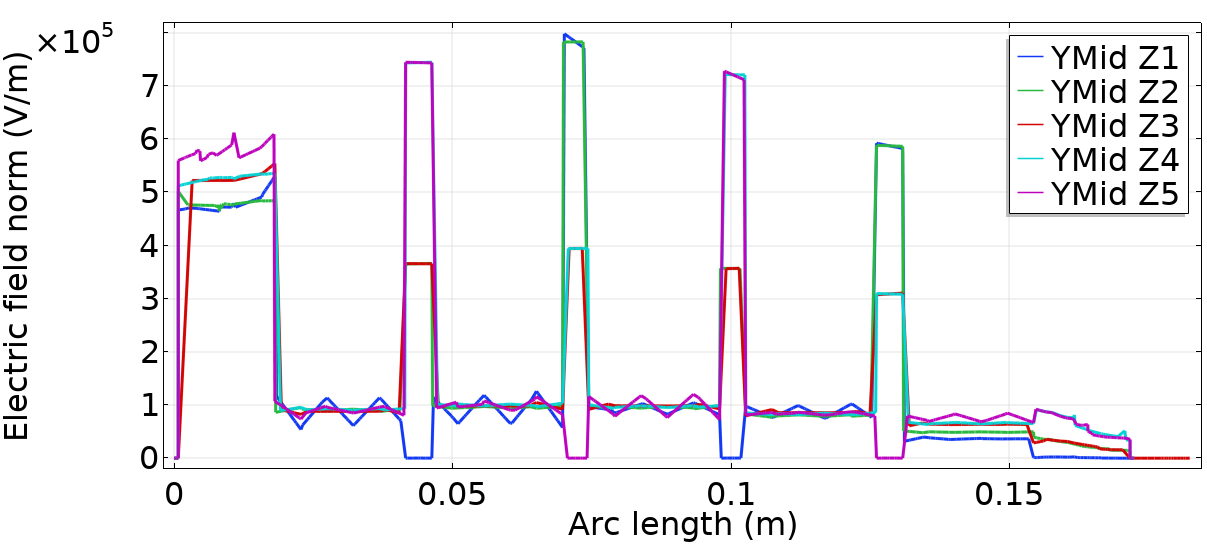 ×10⁵
Electric field norm (V/m)
7
6
5
4
3
2
1
0
0 0.05 0.1 0.15
Arc length (m)
YMid Z1
YMid Z2
YMid Z3
YMid Z4
YMid Z5